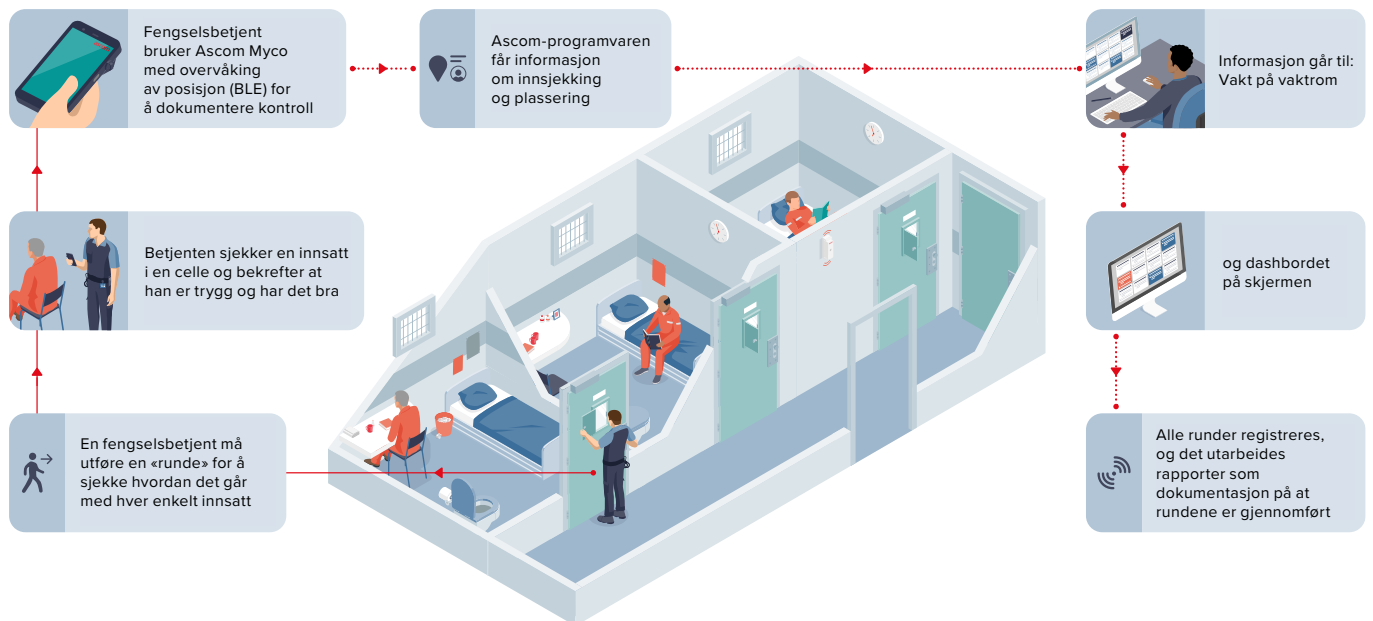 Fengselsbetjent
bruker Ascom Myco
med overvåking
av posisjon (BLE) for
å dokumentere kontroll
Ascom-programvaren
får informasjon
om innsjekking
og plassering
Informasjon går til:
Vakt på vaktrom
Betjenten sjekker en innsatt
i en celle og bekrefter at
han er trygg og har det bra
og dashbordet
på skjermen
En fengselsbetjent må
utføre en «runde» for å
sjekke hvordan det går
med hver enkelt innsatt
Alle runder registreres,
og det utarbeides
rapporter som
dokumentasjon på at
rundene er gjennomført